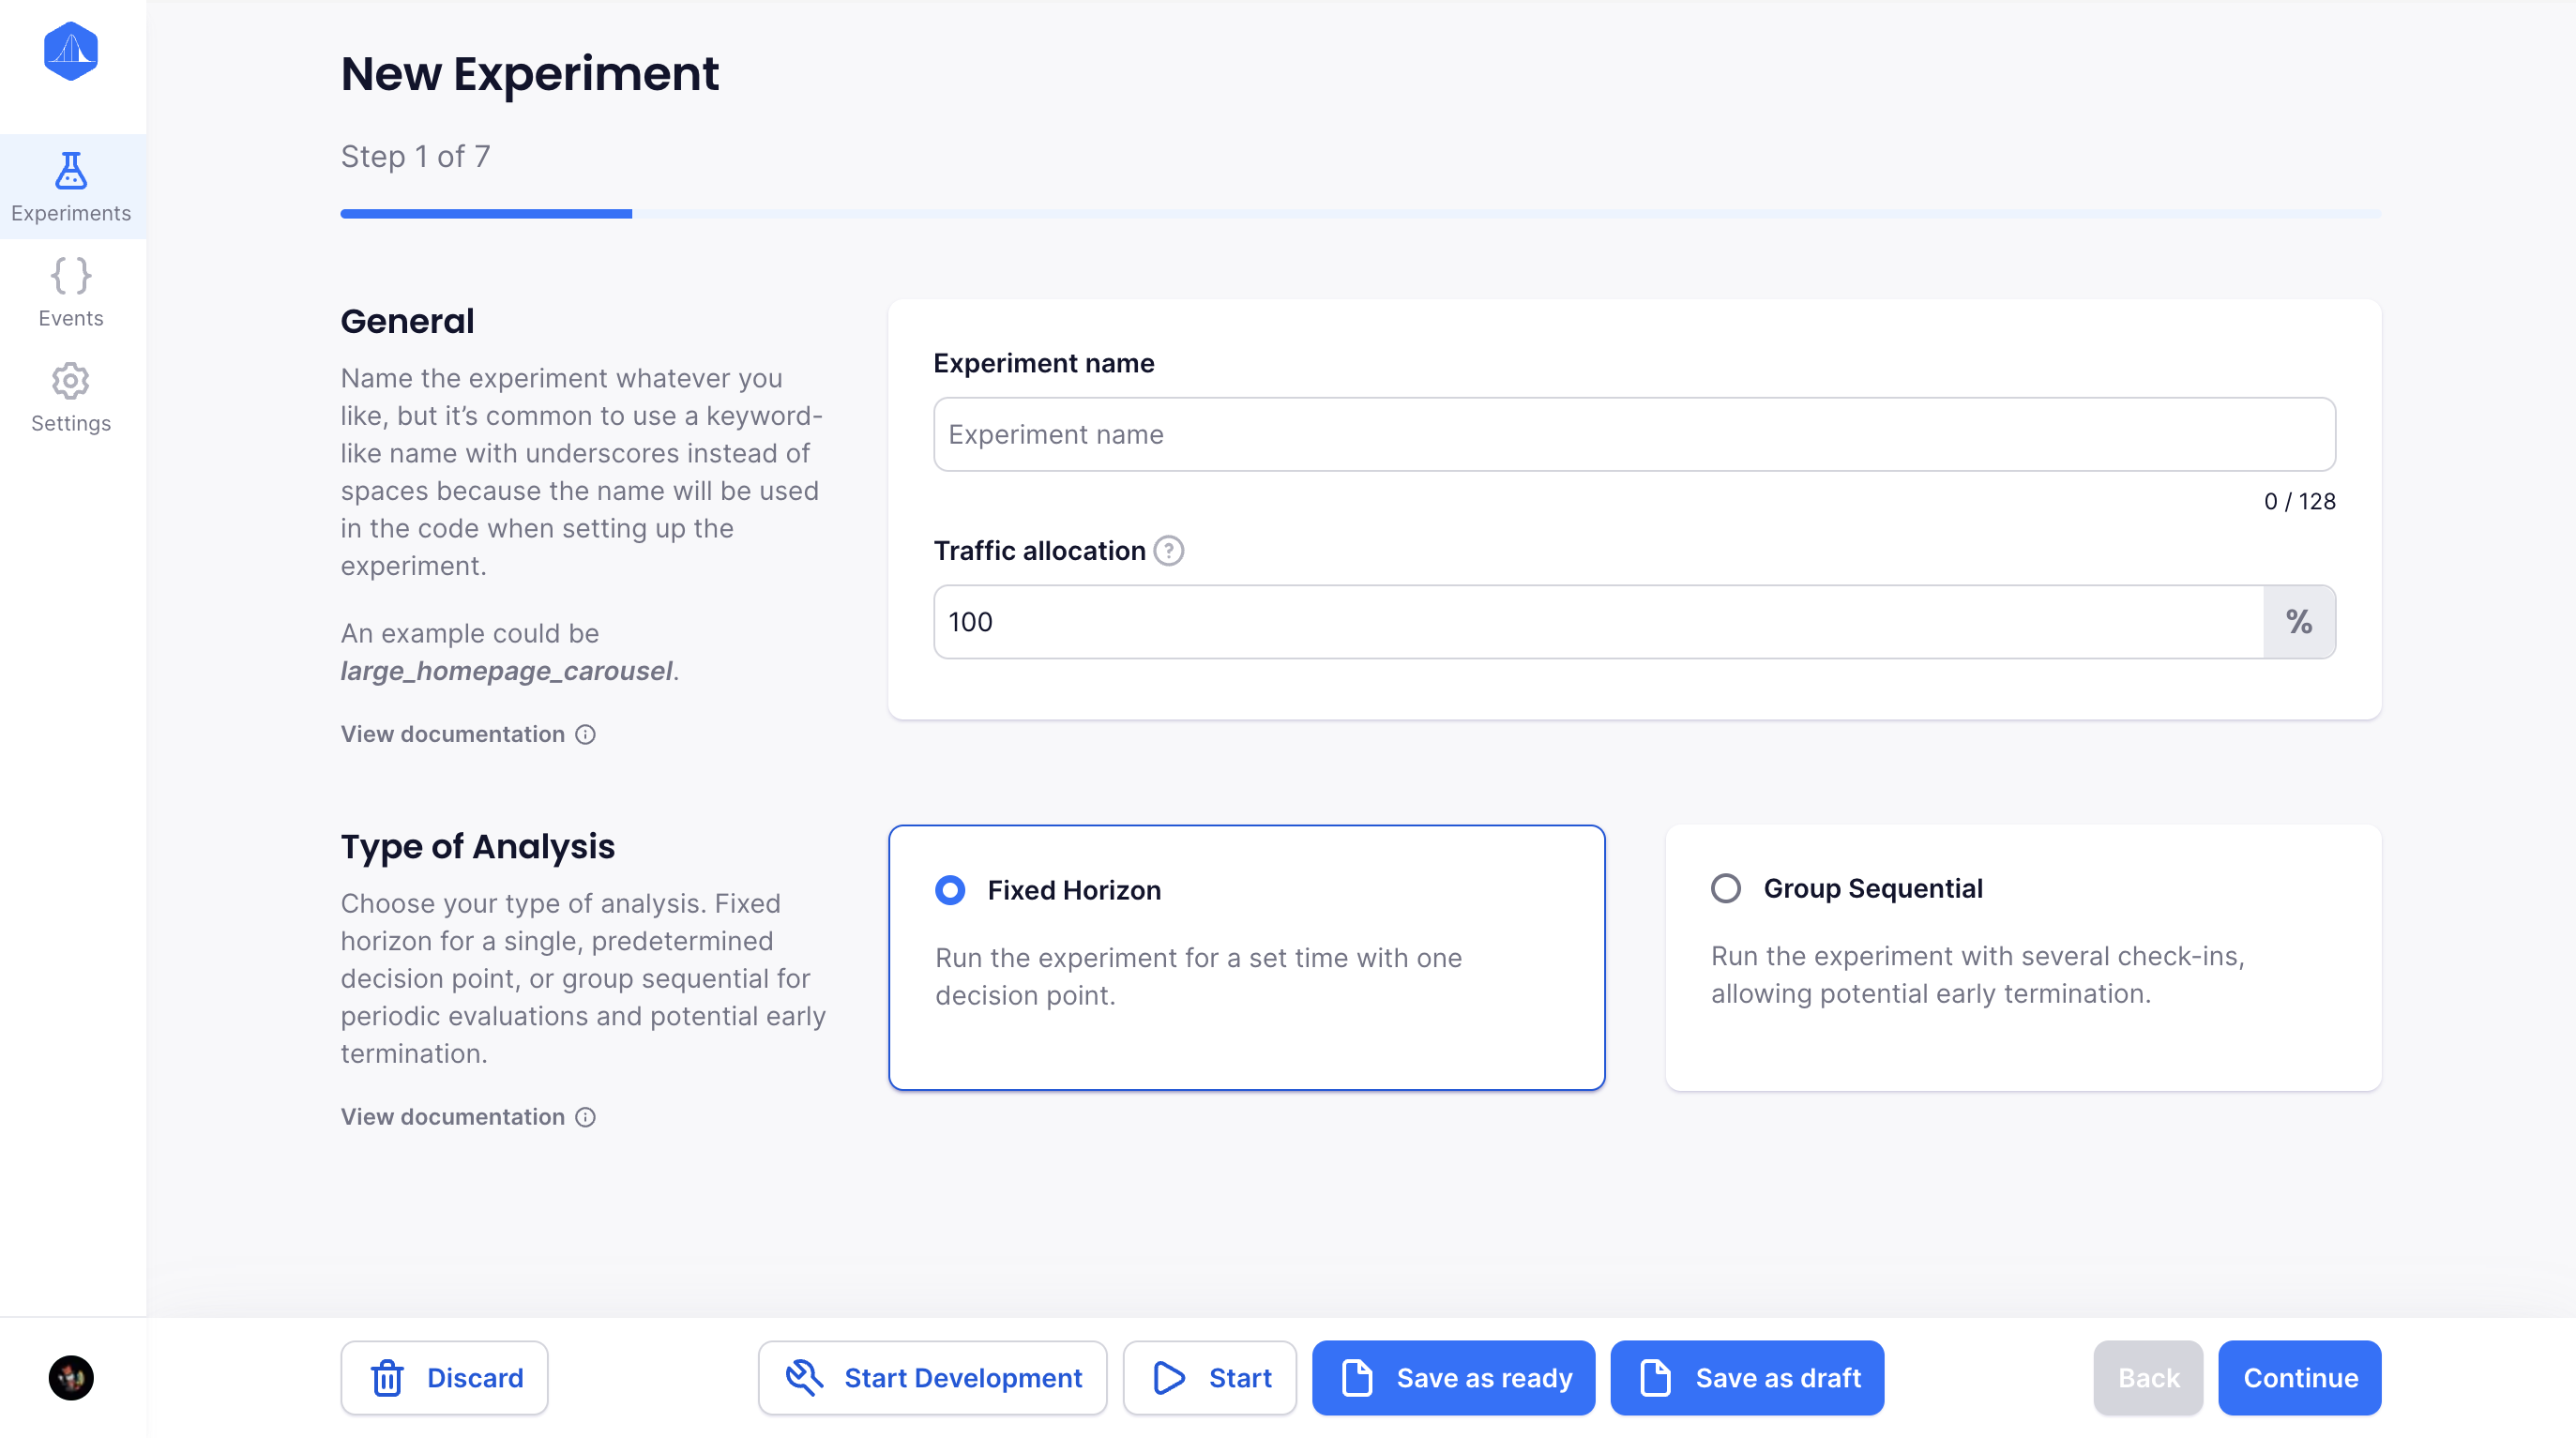 New Experiment
Step 1 of 7
Experiments
Events
Settings
General
Name the experiment whatever you
like, but it’s common to use a keyword-
like name with underscores instead of
spaces because the name will be used
in the code when setting up the
experiment.
An example could be
large_homepage_carousel.
View documentation
Experiment name
Experiment name
0 / 128
Traffic allocation ?
100 %
Type of Analysis
Choose your type of analysis. Fixed
horizon for a single, predetermined
decision point, or group sequential for
periodic evaluations and potential early
termination.
View documentation
Fixed Horizon
Run the experiment for a set time with one
decision point.
Group Sequential
Run the experiment with several check-ins,
allowing potential early termination.
Discard
Start Development
Start
Save as ready
Save as draft
Back
Continue